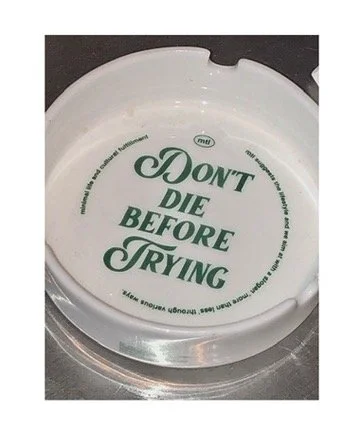 mtl
DON'T
DIE
BEFORE
TRYING
minimal life and cultural fulfillment
mtl suggests the lifestyle and we aim at with a slogan, 'more than less,' through various ways.